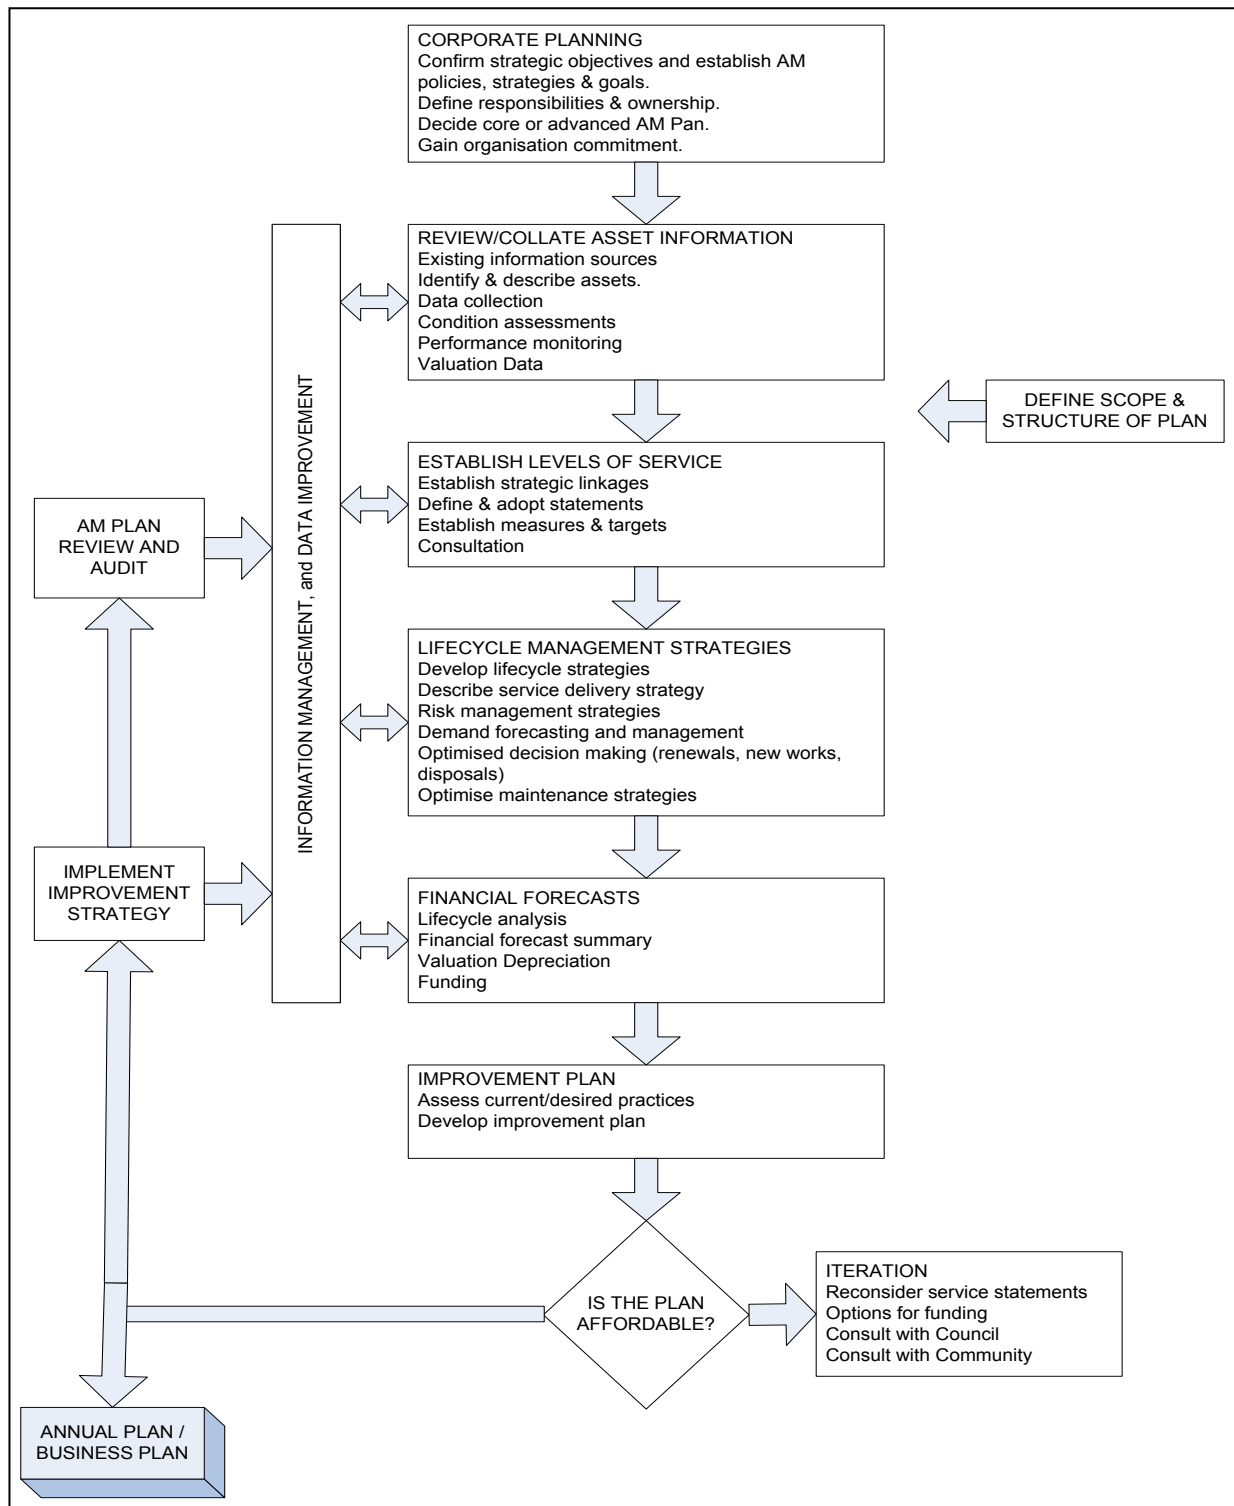 CORPORATE PLANNING
Confirm strategic objectives and establish AM
policies, strategies & goals.
Define responsibilities & ownership.
Decide core or advanced AM Pan.
Gain organisation commitment.
REVIEW/COLLATE ASSET INFORMATION
Existing information sources
Identify & describe assets.
Data collection
Condition assessments
Performance monitoring
Valuation Data
DEFINE SCOPE &
STRUCTURE OF PLAN
INFORMATION MANAGEMENT, and DATA IMPROVEMENT
ESTABLISH LEVELS OF SERVICE
Establish strategic linkages
Define & adopt statements
Establish measures & targets
Consultation
AM PLAN
REVIEW AND
AUDIT
LIFECYCLE MANAGEMENT STRATEGIES
Develop lifecycle strategies
Describe service delivery strategy
Risk management strategies
Demand forecasting and management
Optimised decision making (renewals, new works,
disposals)
Optimise maintenance strategies
IMPLEMENT
IMPROVEMENT
STRATEGY
FINANCIAL FORECASTS
Lifecycle analysis
Financial forecast summary
Valuation Depreciation
Funding
IMPROVEMENT PLAN
Assess current/desired practices
Develop improvement plan
IS THE PLAN
AFFORDABLE?
ITERATION
Reconsider service statements
Options for funding
Consult with Council
Consult with Community
ANNUAL PLAN /
BUSINESS PLAN